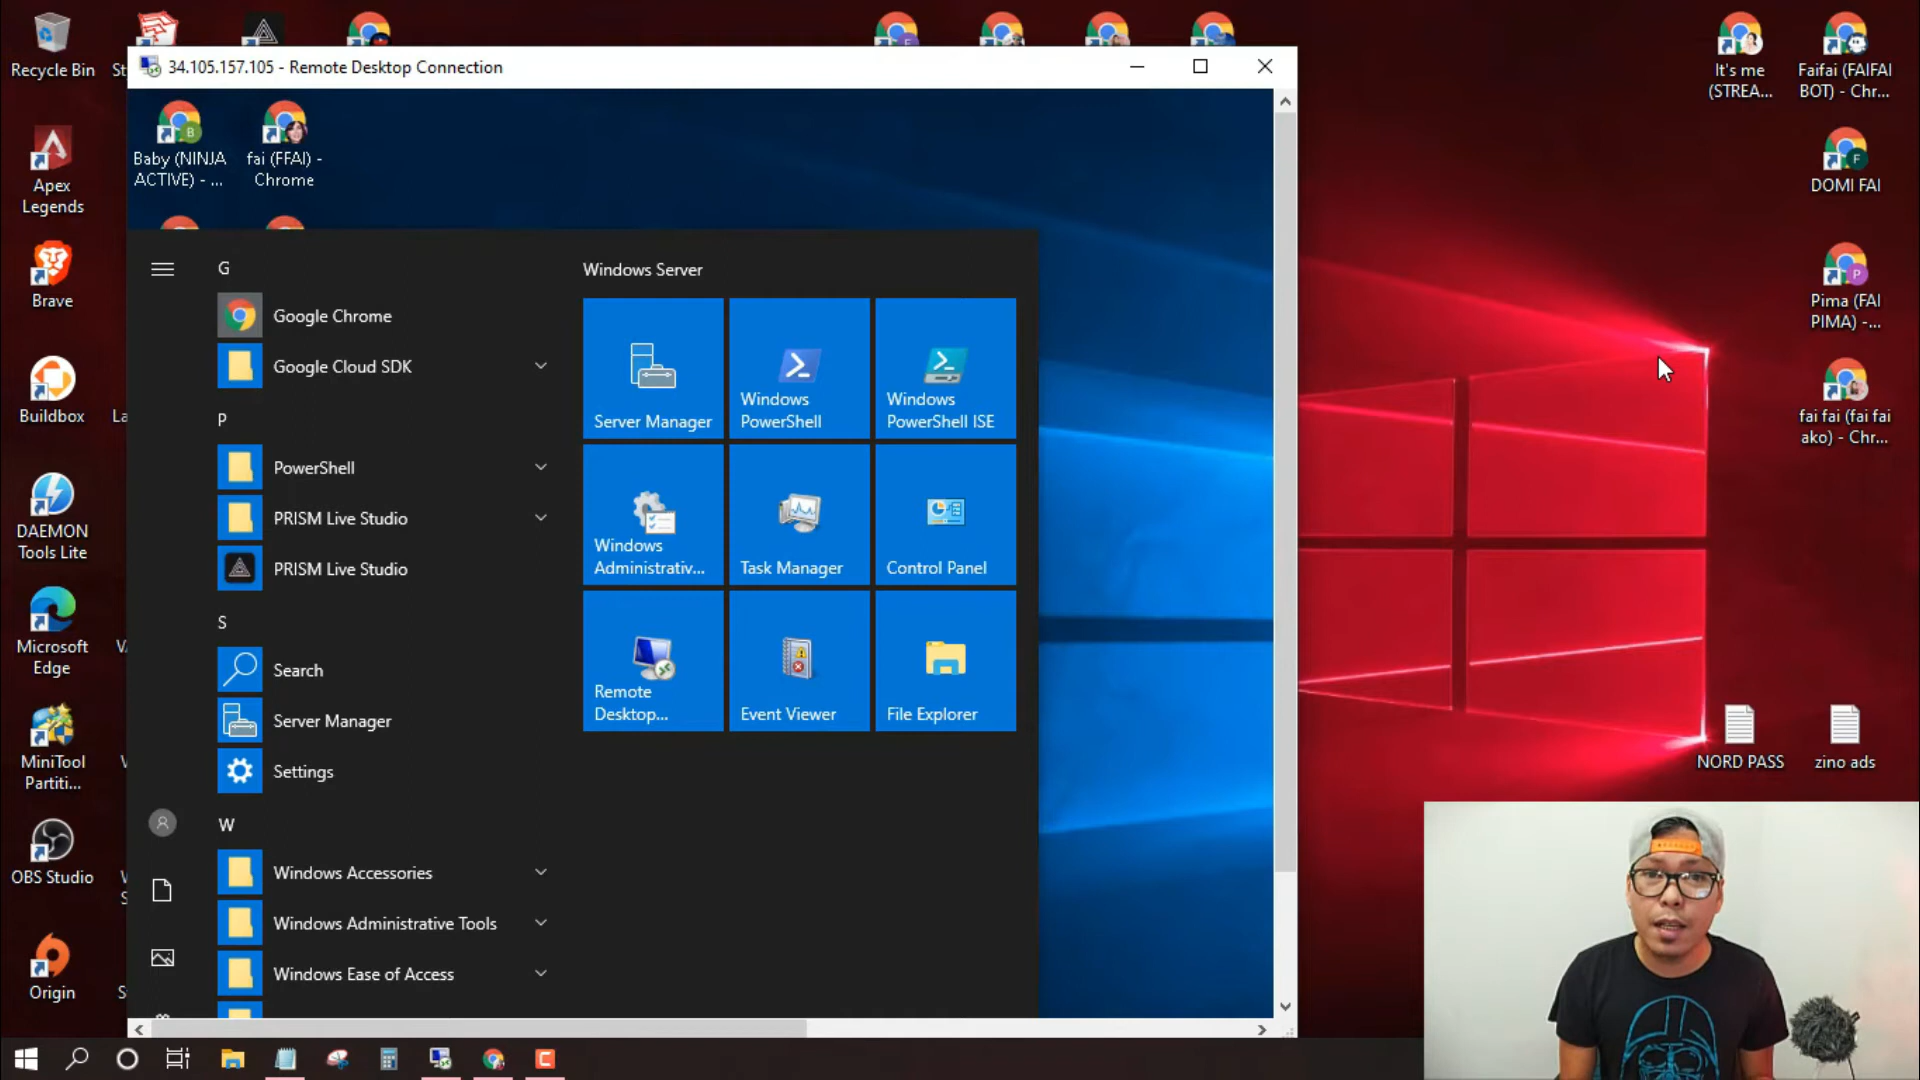 Recycle Bin
It's me
(STREA...
Faifai (FAIFAI
BOT) - Chr...
34.105.157.105 - Remote Desktop Connection
Baby (NINJA
ACTIVE) - ...
fai (FFAI) -
Chrome
Apex
Legends
DOMI FAI
Brave
Pima (FAI
PIMA) -...
Buildbox
fai fai (fai fai
ako) - Chr...
DAEMON
Tools Lite
Microsoft
Edge
MiniTool
Partiti...
OBS Studio
Origin
NORD PASS
zino ads
G
Google Chrome
Google Cloud SDK
P
PowerShell
PRISM Live Studio
PRISM Live Studio
S
Search
Server Manager
Settings
W
Windows Accessories
Windows Administrative Tools
Windows Ease of Access
Windows Server
Server Manager
Windows
PowerShell
Windows
PowerShell ISE
Windows
Administrativ...
Task Manager
Control Panel
Remote
Desktop...
Event Viewer
File Explorer